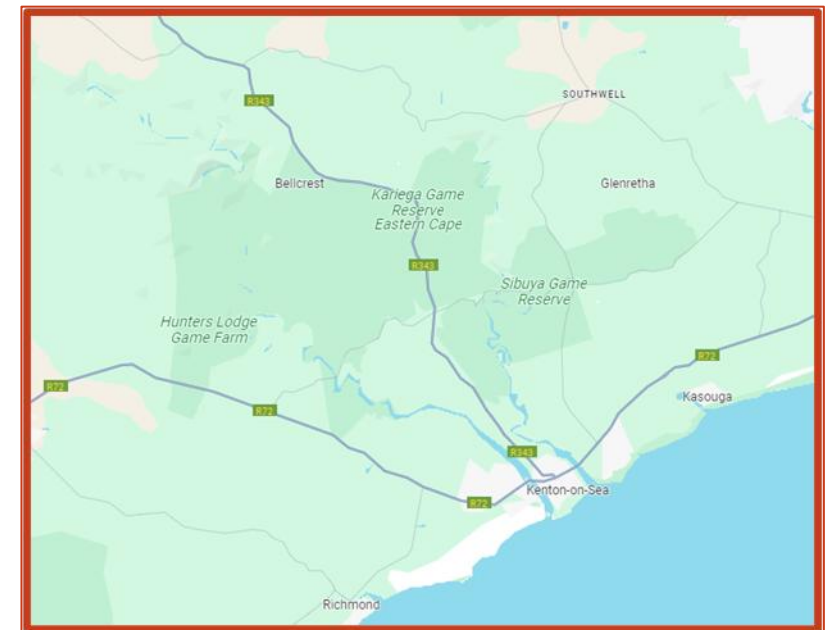 SOUTHWELL
R343
Bellcrest
Glenretha
Kariega Game
Reserve
Eastern Cape
R343
Sibuya Game
Reserve
Hunters Lodge
Game Farm
R72
R72
Kasouga
R72
R343
Kenton-on-Sea
R72
Richmond